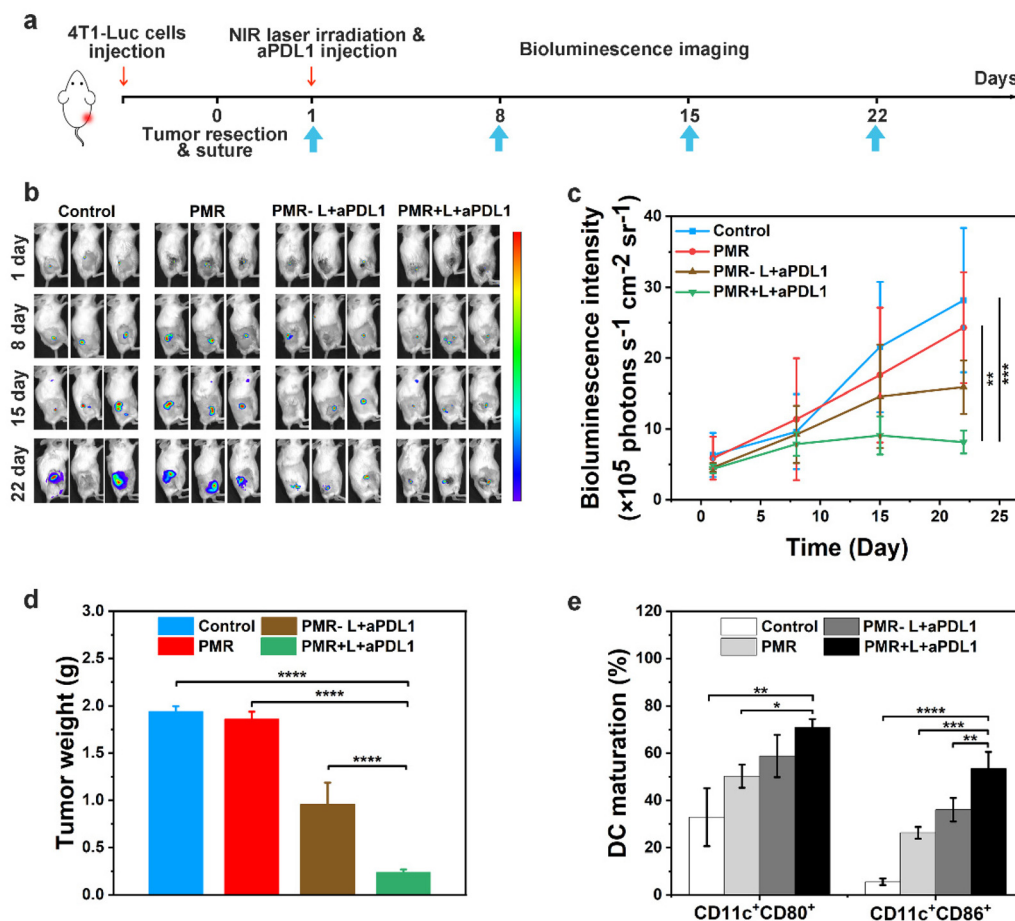 a
4T1-Luc cells
injection
NIR laser irradiation &
aPDL1 injection
Bioluminescence imaging
Days
0
1
8
15
22
Tumor resection
& suture
b
Control
PMR
PMR- L+aPDL1
PMR+L+aPDL1
1 day
8 day
15 day
22 day
c
Bioluminescence intensity
(×10⁵ photons s⁻¹ cm⁻² sr⁻¹)
40
30
20
10
0
Control
PMR
PMR- L+aPDL1
PMR+L+aPDL1
**
***
0 5 10 15 20 25
Time (Day)
d
Tumor weight (g)
3.0
2.5
2.0
1.5
1.0
0.5
0.0
Control
PMR- L+aPDL1
PMR
PMR+L+aPDL1
****
****
****
e
DC maturation (%)
120
100
80
60
40
20
0
Control
PMR- L+aPDL1
PMR
PMR+L+aPDL1
**
*
****
***
**
CD11c⁺CD80⁺
CD11c⁺CD86⁺